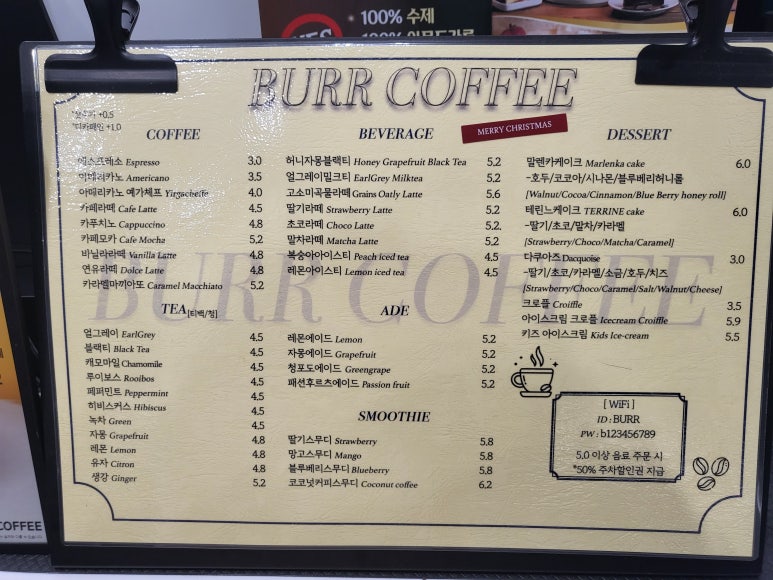 100% 수제
BURR COFFEE
+0.5
*디카페인 +1.0
COFFEE
에스프레소 Espresso 3.0
아메리카노 Americano 3.5
아메리카노 예가체프 Yirgacheffe 4.0
카페라떼 Cafe Latte 4.5
카푸치노 Cappuccino 4.8
카페모카 Cafe Mocha 5.2
바닐라라떼 Vanilla Latte 4.8
연유라떼 Dolce Latte 4.8
카라멜마끼아또 Caramel Macchiato 5.2
TEA [티백/청]
얼그레이 EarlGrey 4.5
블랙티 Black Tea 4.5
캐모마일 Chamomile 4.5
루이보스 Rooibos 4.5
페퍼민트 Peppermint 4.5
히비스커스 Hibiscus 4.5
녹차 Green 4.5
자몽 Grapefruit 4.8
레몬 Lemon 4.8
유자 Citron 4.8
생강 Ginger 5.2
BEVERAGE
허니자몽블랙티 Honey Grapefruit Black Tea 5.2
얼그레이밀크티 EarlGrey Milktea 5.2
고소미곡물라떼 Grains Oatly Latte 5.6
딸기라떼 Strawberry Latte 5.2
초코라떼 Choco Latte 5.2.
말차라떼 Matcha Latte 5.2
복숭아아이스티 Peach iced tea 4.5
레몬아이스티 Lemon iced tea 4.5
ADE
레몬에이드 Lemon 5.2
자몽에이드 Grapefruit 5.2
청포도에이드 Greengrape 5.2
패션후르츠에이드 Passion fruit 5.2
SMOOTHIE
딸기스무디 Strawberry 5.8
망고스무디 Mango 5.8
블루베리스무디 Blueberry 5.8
코코넛커피스무디 Coconut coffee 6.2
MERRY CHRISTMAS
DESSERT
말렌카케이크 Marlenka cake 6.0
-호두/코코아/시나몬/블루베리허니롤
[Walnut/Cocoa/Cinnamon/Blue Berry honey roll]
테린느케이크 TERRINE cake 6.0
-딸기/초코/말차/카라멜
[Strawberry/Choco/Matcha/Caramel]
다쿠아즈 Dacquoise 3.0
-딸기/초코/카라멜/소금/호두/치즈
[Strawberry/Choco/Caramel/Salt/Walnut/Cheese]
크로플 Croiffle 3.5
아이스크림 크로플 Icecream Croiffle 5.9
키즈 아이스크림 Kids Ice-cream 5.5
[ WiFi ]
ID : BURR
PW : b123456789
5.0 이상 음료 주문 시
*50% 주차할인권 지급
BURR COFFEE
COFFEE